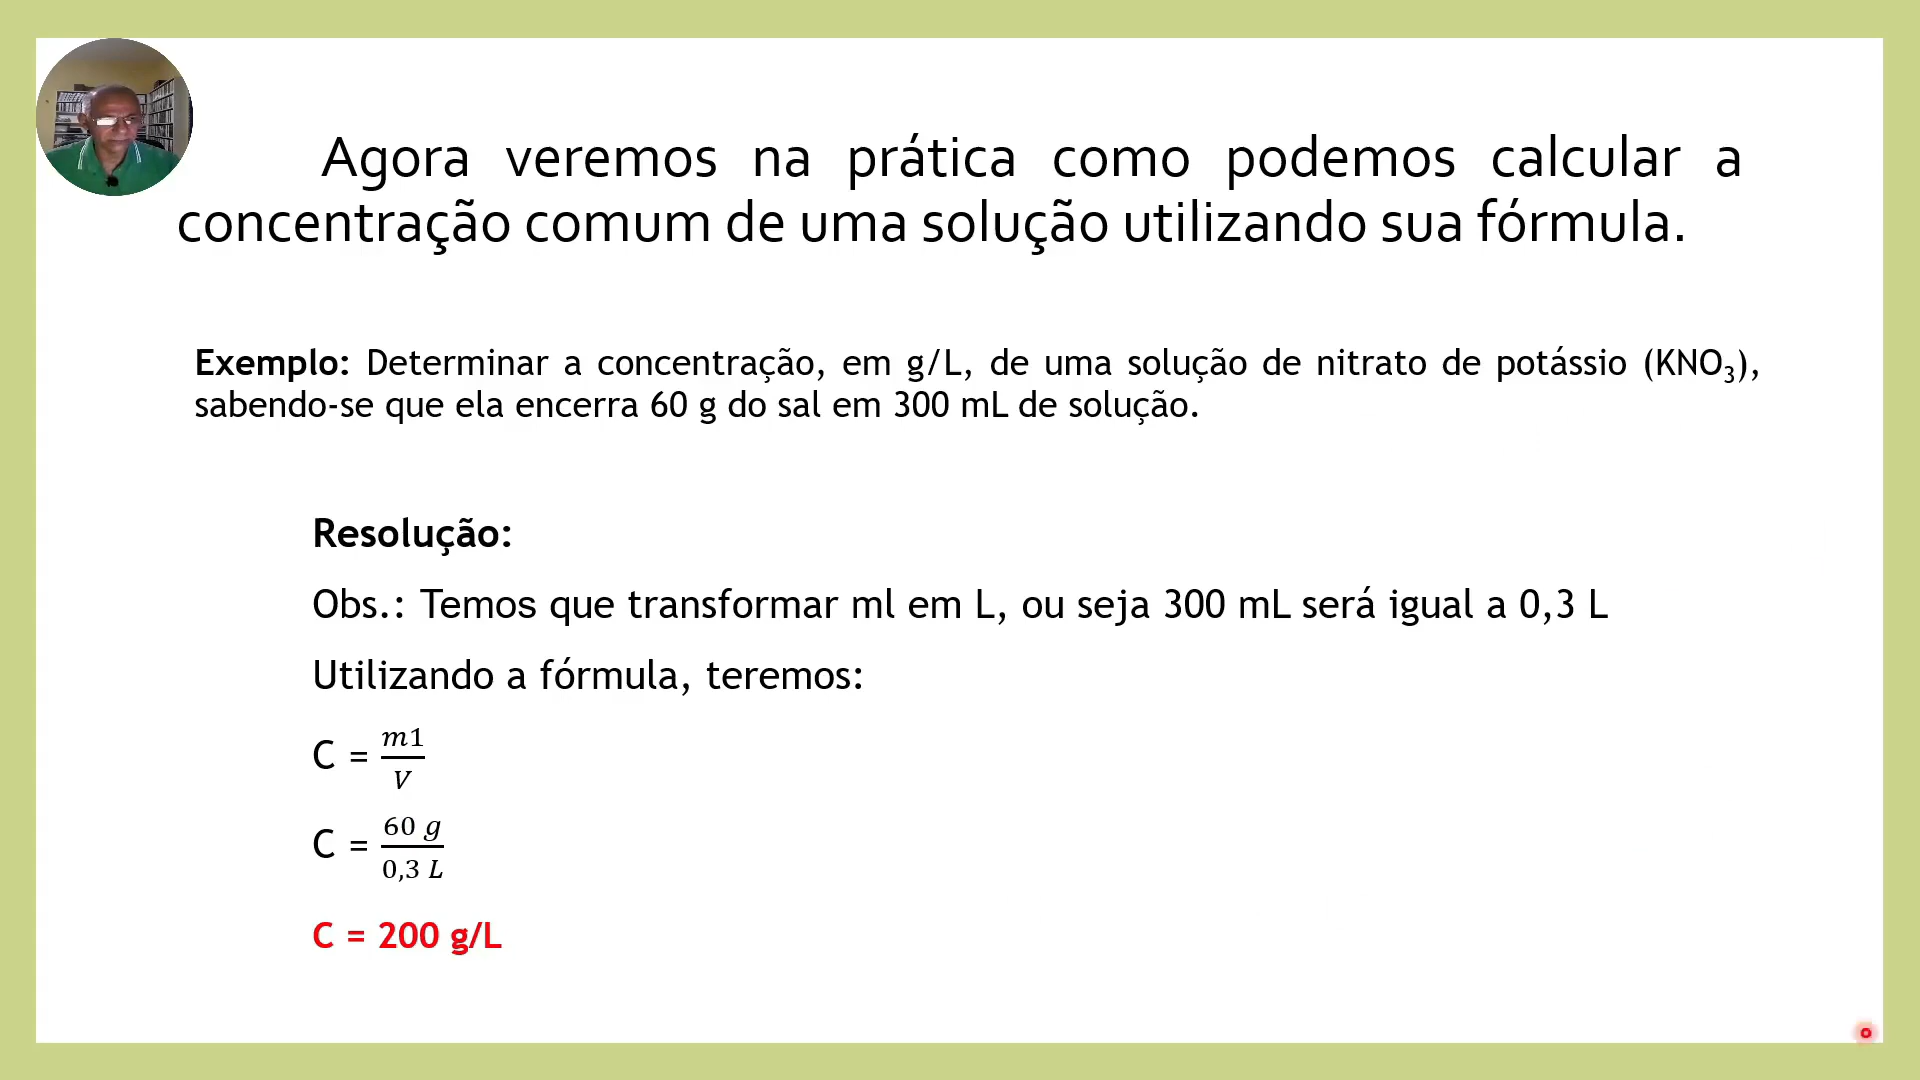 Agora veremos na prática como podemos calcular a
concentração comum de uma solução utilizando sua fórmula.
Exemplo: Determinar a concentração, em g/L, de uma solução de nitrato de potássio (KNO₃),
sabendo-se que ela encerra 60 g do sal em 300 mL de solução.
Resolução:
Obs.: Temos que transformar ml em L, ou seja 300 mL será igual a 0,3 L
Utilizando a fórmula, teremos:
C = m1/V
C = 60 g/0,3 L
C = 200 g/L